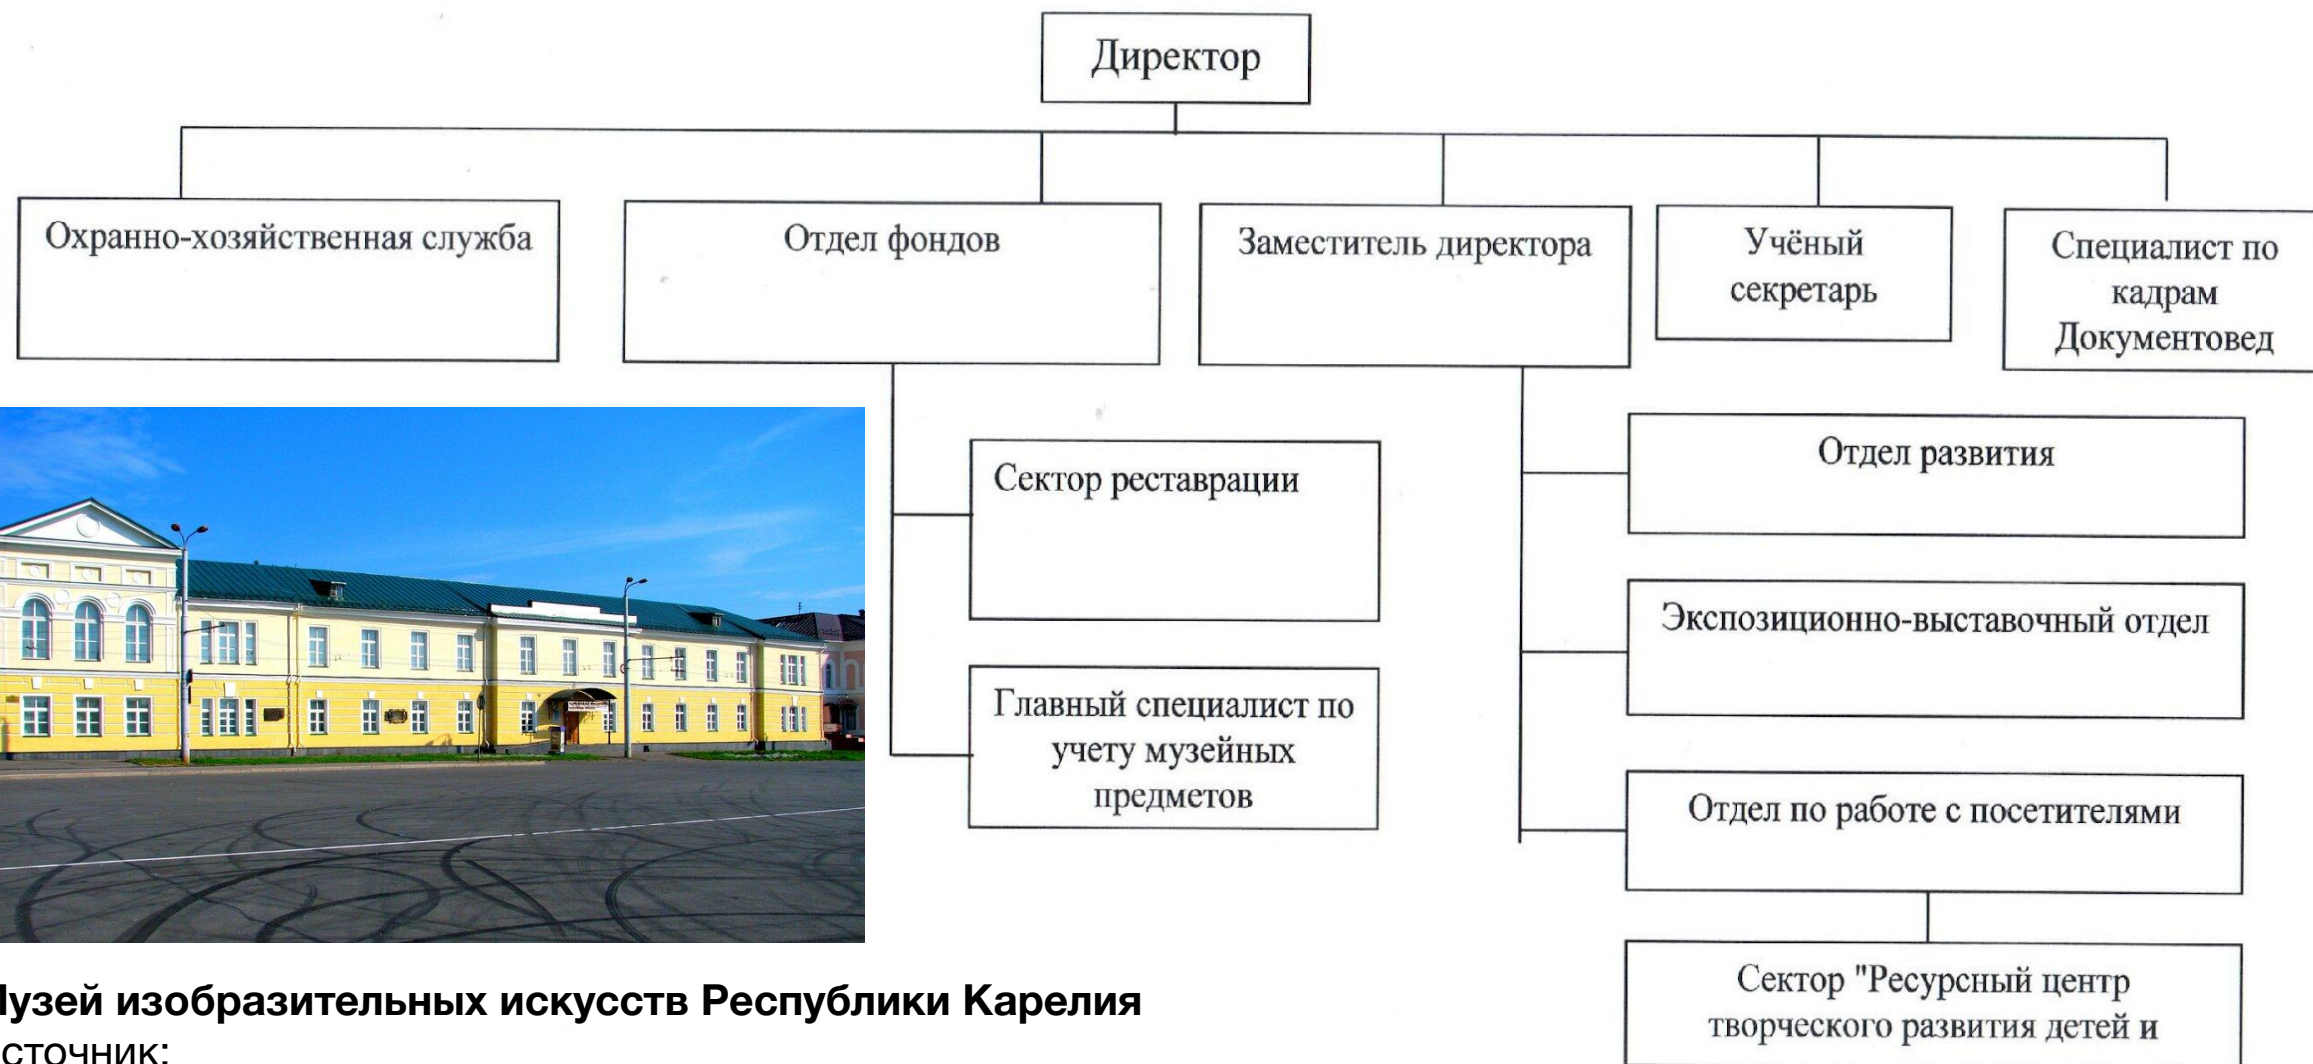 Директор
Охранно-хозяйственная служба
Отдел фондов
Заместитель директора
Учёный
секретарь
Специалист по
кадрам
Документовед
Сектор реставрации
Главный специалист по
учету музейных
предметов
Отдел развития
Экспозиционно-выставочный отдел
Отдел по работе с посетителями
Сектор "Ресурсный центр
творческого развития детей и
Музей изобразительных искусств Республики Карелия
сточник: